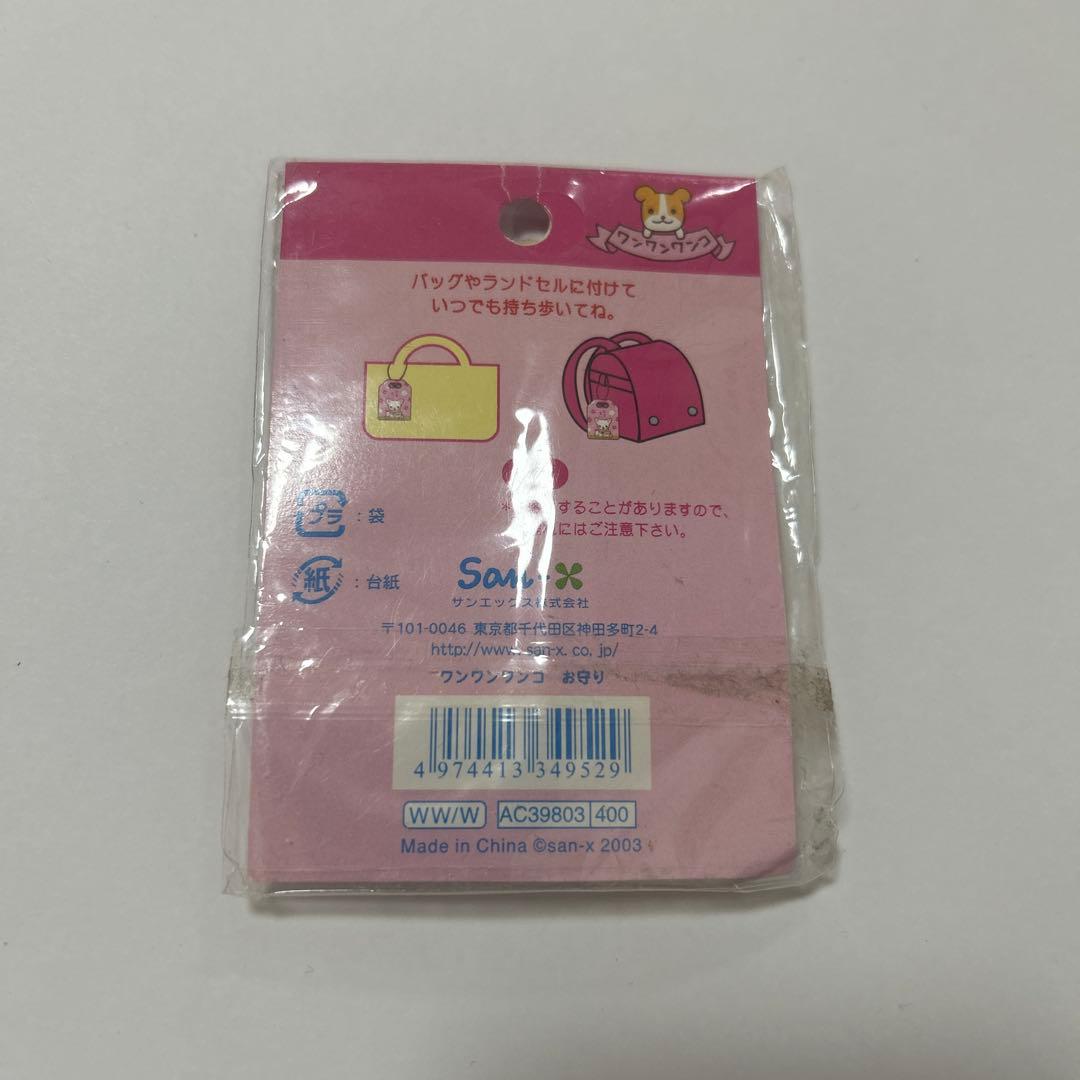 ワンワンワンコ
バッグやランドセルに付けて
いつでも持ち歩いてね。
＊ することがありますので、
にはご注意下さい。
プラ : 袋
紙 : 台紙
San-x
サンエックス株式会社
〒101-0046 東京都千代田区神田多町2-4
http://www.san-x.co.jp/
ワンワンワンコ お守り
4 974413 349529
WW/W AC39803 400
Made in China ©san-x 2003